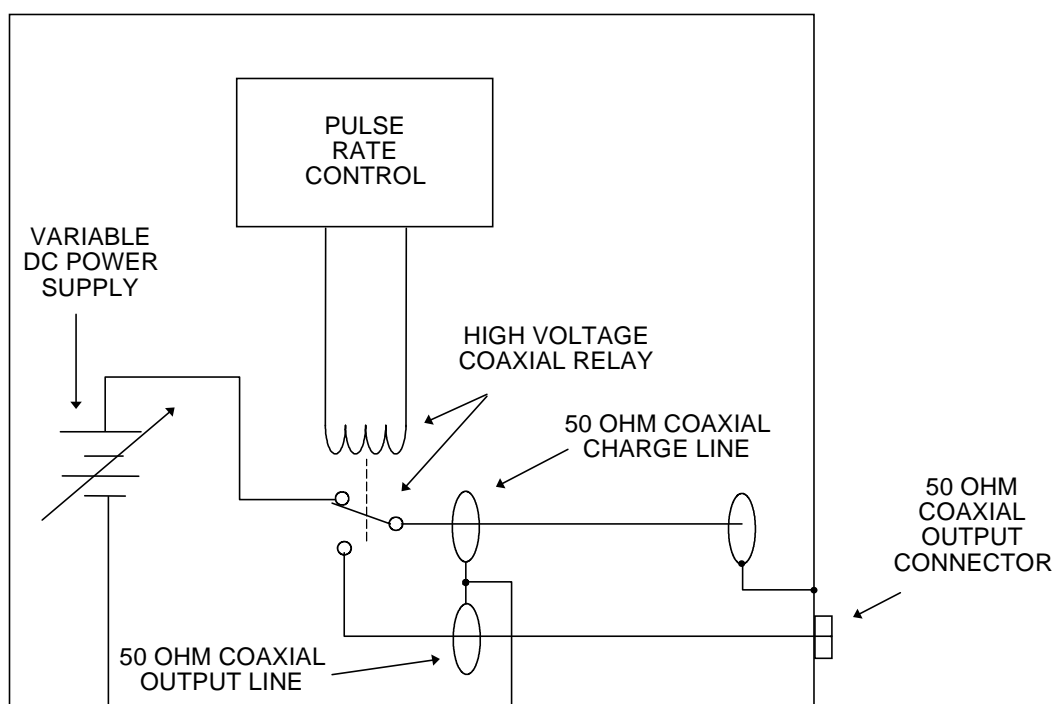 PULSE
RATE
CONTROL
VARIABLE
DC POWER
SUPPLY
HIGH VOLTAGE
COAXIAL RELAY
50 OHM COAXIAL
CHARGE LINE
50 OHM
COAXIAL
OUTPUT
CONNECTOR
50 OHM COAXIAL
OUTPUT LINE